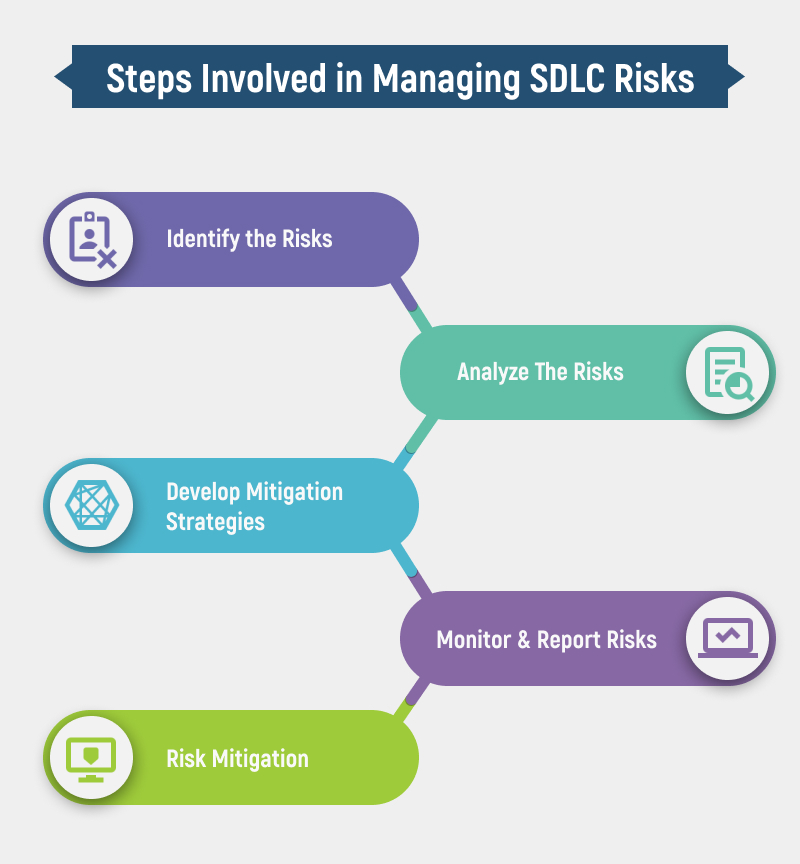 Steps Involved in Managing SDLC Risks
Identify the Risks
Analyze The Risks
Develop Mitigation
Strategies
Monitor & Report Risks
Risk Mitigation